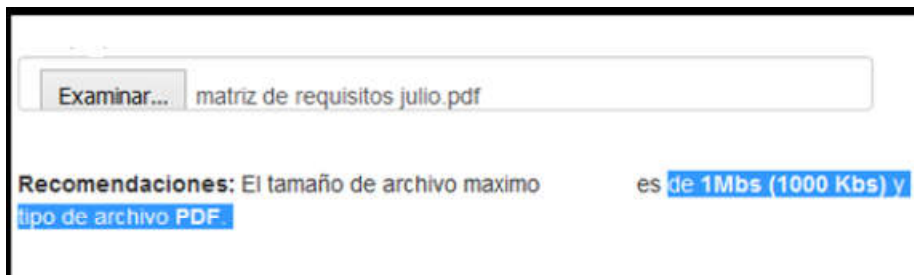 Examinar... matriz de requisitos julio.pdf
Recomendaciones: El tamaño de archivo maximo es de 1Mbs (1000 Kbs) y
tipo de archivo PDF.